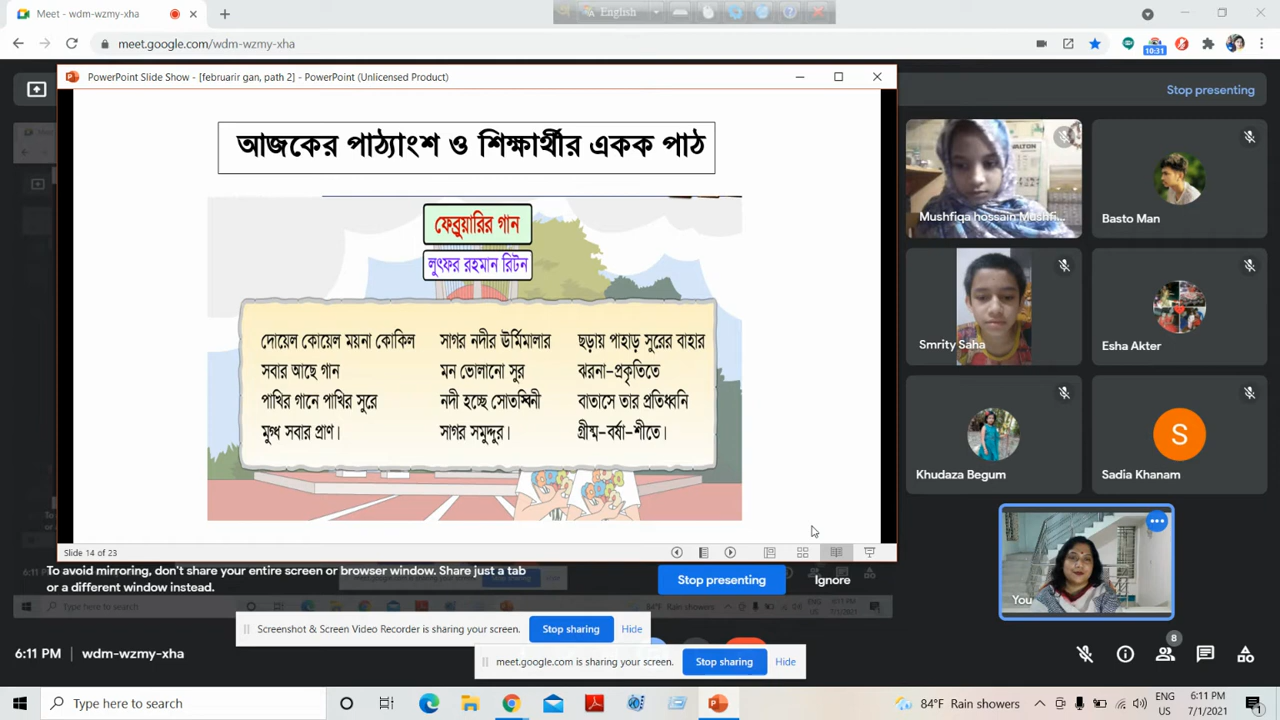 Meet - wdm-wzmy-xha
English
meet.google.com/wdm-wzmy-xha
10:31
PowerPoint Slide Show - [februarir gan, path 2] - PowerPoint (Unlicensed Product)
Stop presenting
আজকের পাঠ্যাংশ ও শিক্ষার্থীর একক পাঠ
ফেব্রুয়ারির গান
লুৎফর রহমান রিটন
দোয়েল কোয়েল ময়না কোকিল
সবার আছে গান
পাখির গানে পাখির সুরে
মুগ্ধ সবার প্রাণ।
সাগর নদীর ঊর্মিমালার
মন ভোলানো সুর
নদী হচ্ছে স্রোতস্বিনী
সাগর সমুদ্দুর।
ছড়ায় পাহাড় সুরের বাহার
ঝরনা-প্রকৃতিতে
বাতাসে তার প্রতিধ্বনি
গ্রীষ্ম-বর্ষা-শীতে।
Slide 14 of 23
WALTON
Mushfiqa hossain Mushfi...
Basto Man
Smrity Saha
Esha Akter
Khudaza Begum
S
Sadia Khanam
You
To avoid mirroring, don't share your entire screen or browser window. Share just a tab
or a different window instead.
Stop presenting
Ignore
Screenshot & Screen Video Recorder is sharing your screen.
Stop sharing
Hide
meet.google.com is sharing your screen.
Stop sharing
Hide
6:11 PM
wdm-wzmy-xha
8
Type here to search
84°F Rain showers
ENG
US
6:11 PM
7/1/2021